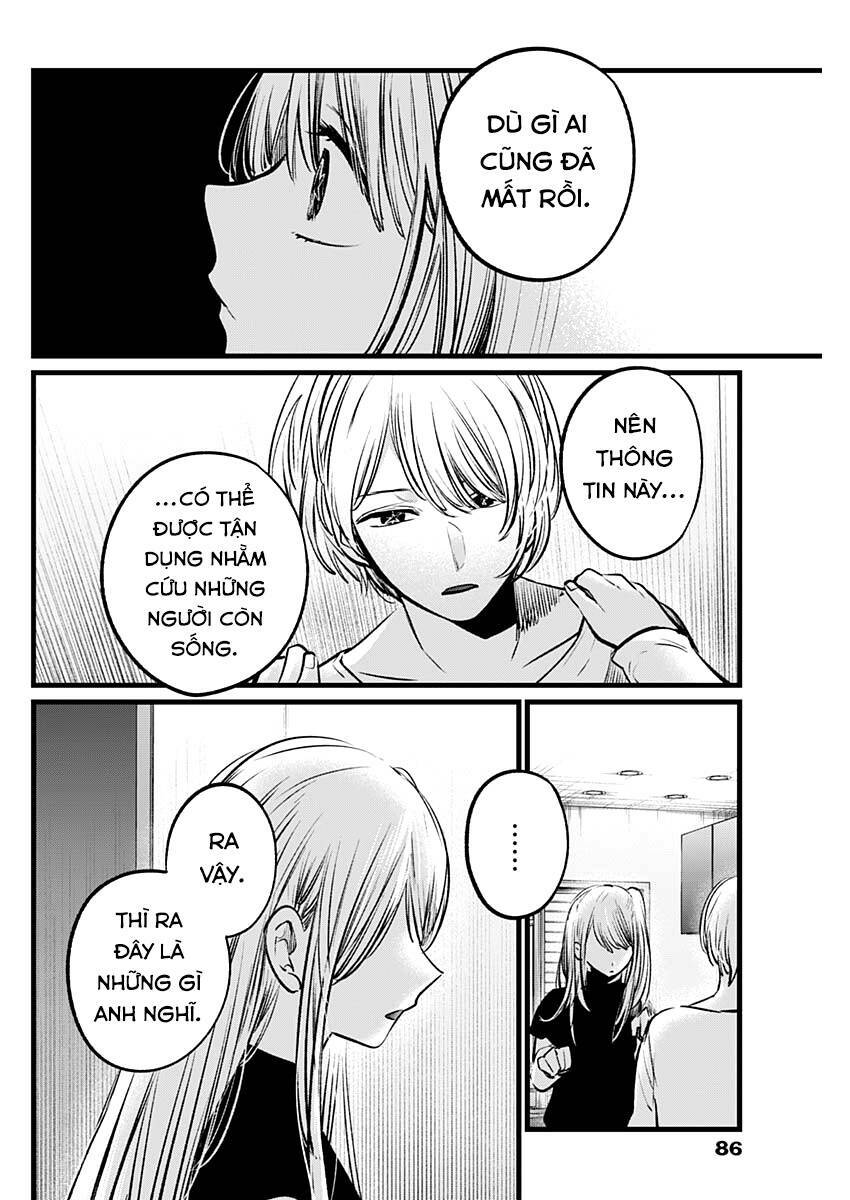 DÙ GÌ AI
CŨNG ĐÃ
MẤT RỒI.
NÊN
THÔNG
TIN NÀY...
...CÓ THỂ
ĐƯỢC TẬN
DỤNG NHẰM
CỨU NHỮNG
NGƯỜI CÒN
SỐNG.
......
RA
VẬY.
THÌ RA
ĐÂY LÀ
NHỮNG GÌ
ANH NGHĨ.
86